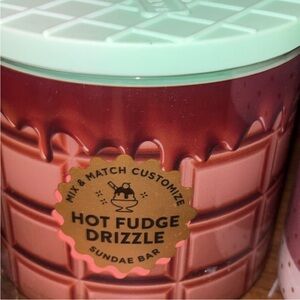 MIX & MATCH CUSTOMIZE
HOT FUDGE
DRIZZLE
SUNDAE BAR